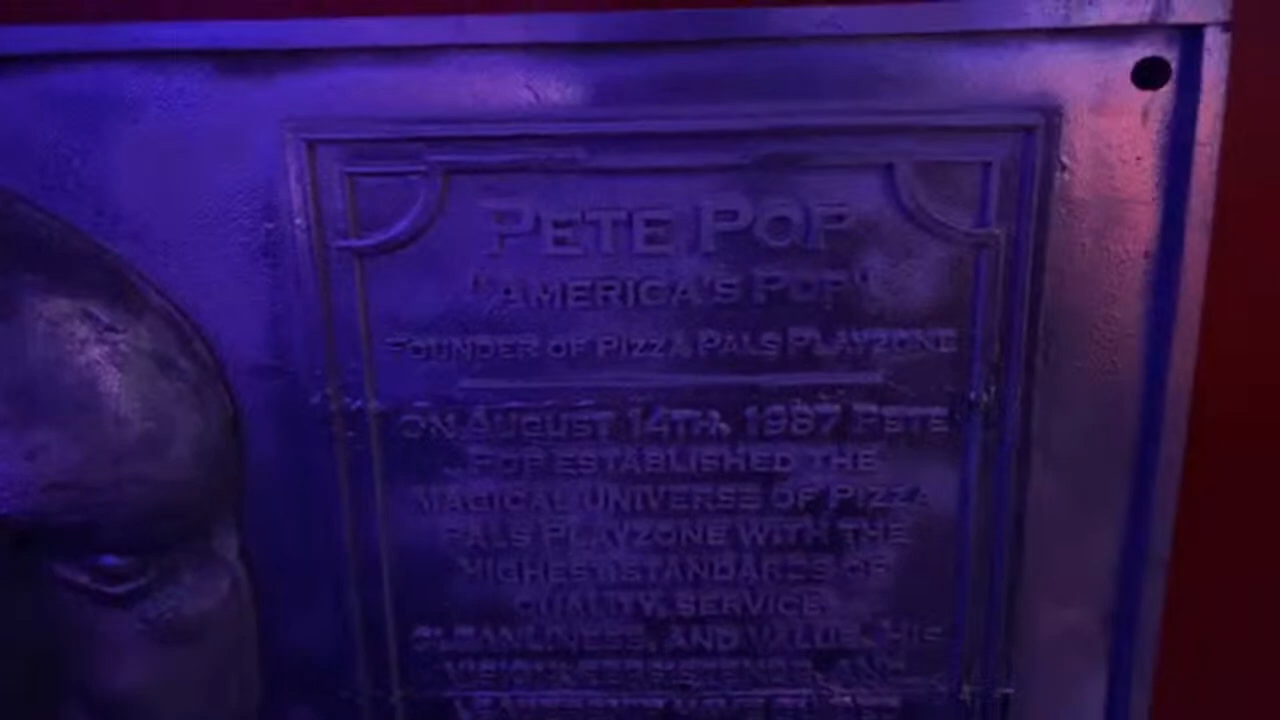 PETE POP
"AMERICA'S POP"
FOUNDER OF PIZZA PALS PLAYZONE
ON AUGUST 14TH, 1987 PETE
POP ESTABLISHED THE
MAGICAL UNIVERSE OF PIZZA
PALS PLAYZONE WITH THE
HIGHEST STANDARDS OF
QUALITY, SERVICE
CLEANLINESS, AND VALUE. HIS